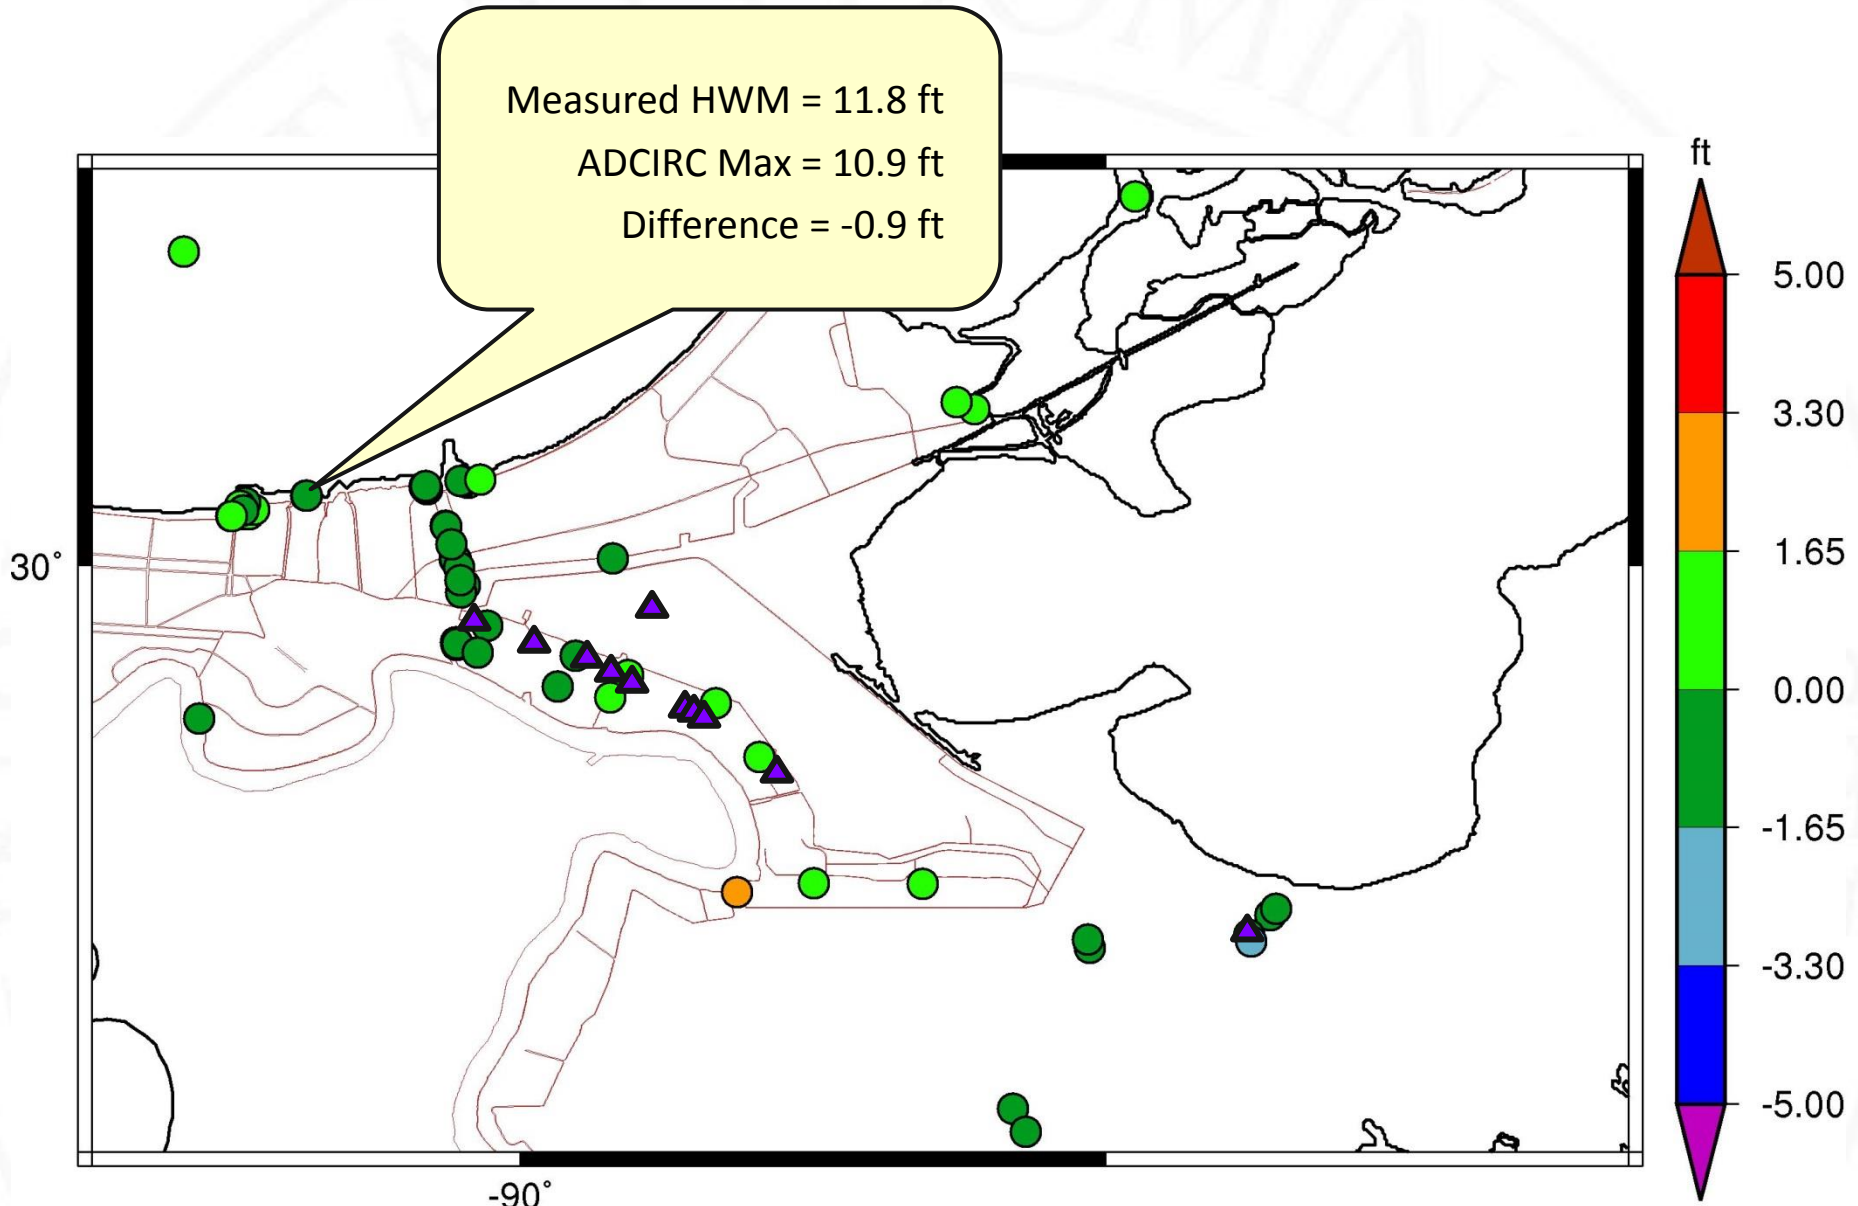 Measured HWM = 11.8 ft
ADCIRC Max = 10.9 ft
Difference = -0.9 ft
ft
5.00
3.30
1.65
0.00
-1.65
-3.30
-5.00
30°
-90°